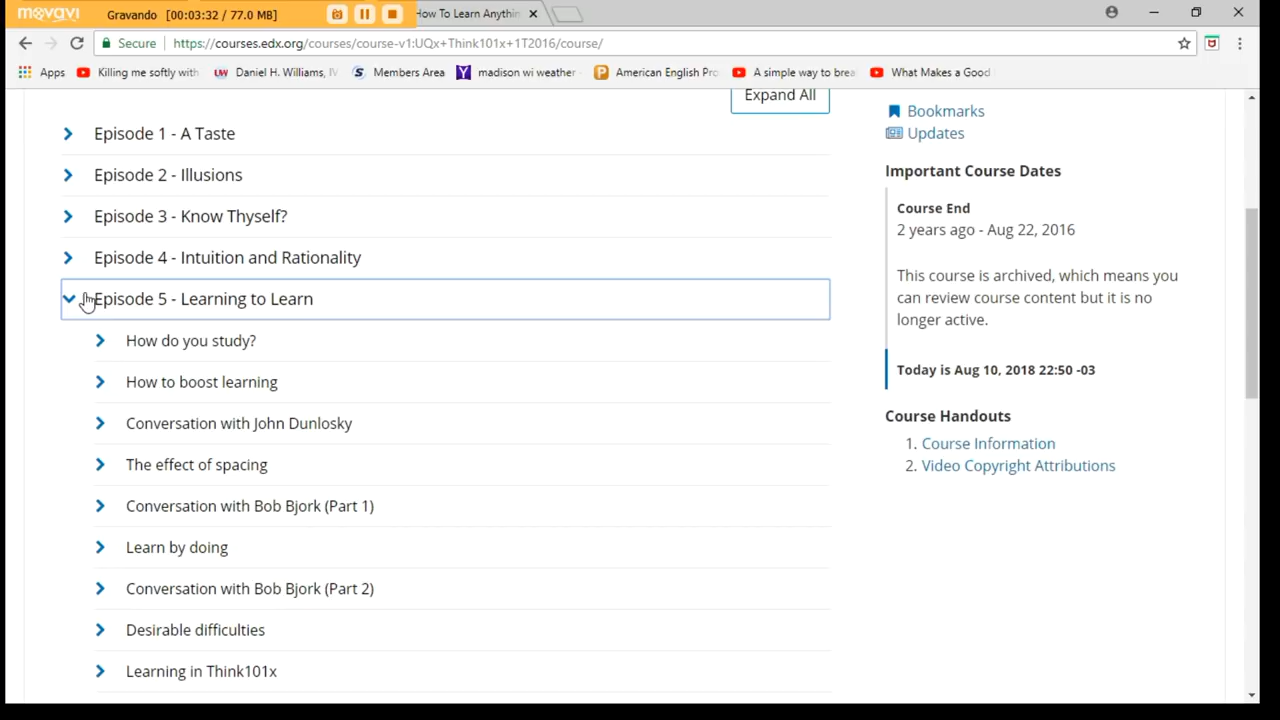 movavi Gravando [00:03:32 / 77.0 MB] How To Learn Anythin
Secure https://courses.edx.org/courses/course-v1:UQx+Think101x+1T2016/course/
Apps Killing me softly with Daniel H. Williams, IV Members Area madison wi weather American English Pro A simple way to brea What Makes a Good
Expand All
Episode 1 - A Taste
Episode 2 - Illusions
Episode 3 - Know Thyself?
Episode 4 - Intuition and Rationality
Episode 5 - Learning to Learn
How do you study?
How to boost learning
Conversation with John Dunlosky
The effect of spacing
Conversation with Bob Bjork (Part 1)
Learn by doing
Conversation with Bob Bjork (Part 2)
Desirable difficulties
Learning in Think101x
Bookmarks
Updates
Important Course Dates
Course End
2 years ago - Aug 22, 2016
This course is archived, which means you
can review course content but it is no
longer active.
Today is Aug 10, 2018 22:50 -03
Course Handouts
1. Course Information
2. Video Copyright Attributions